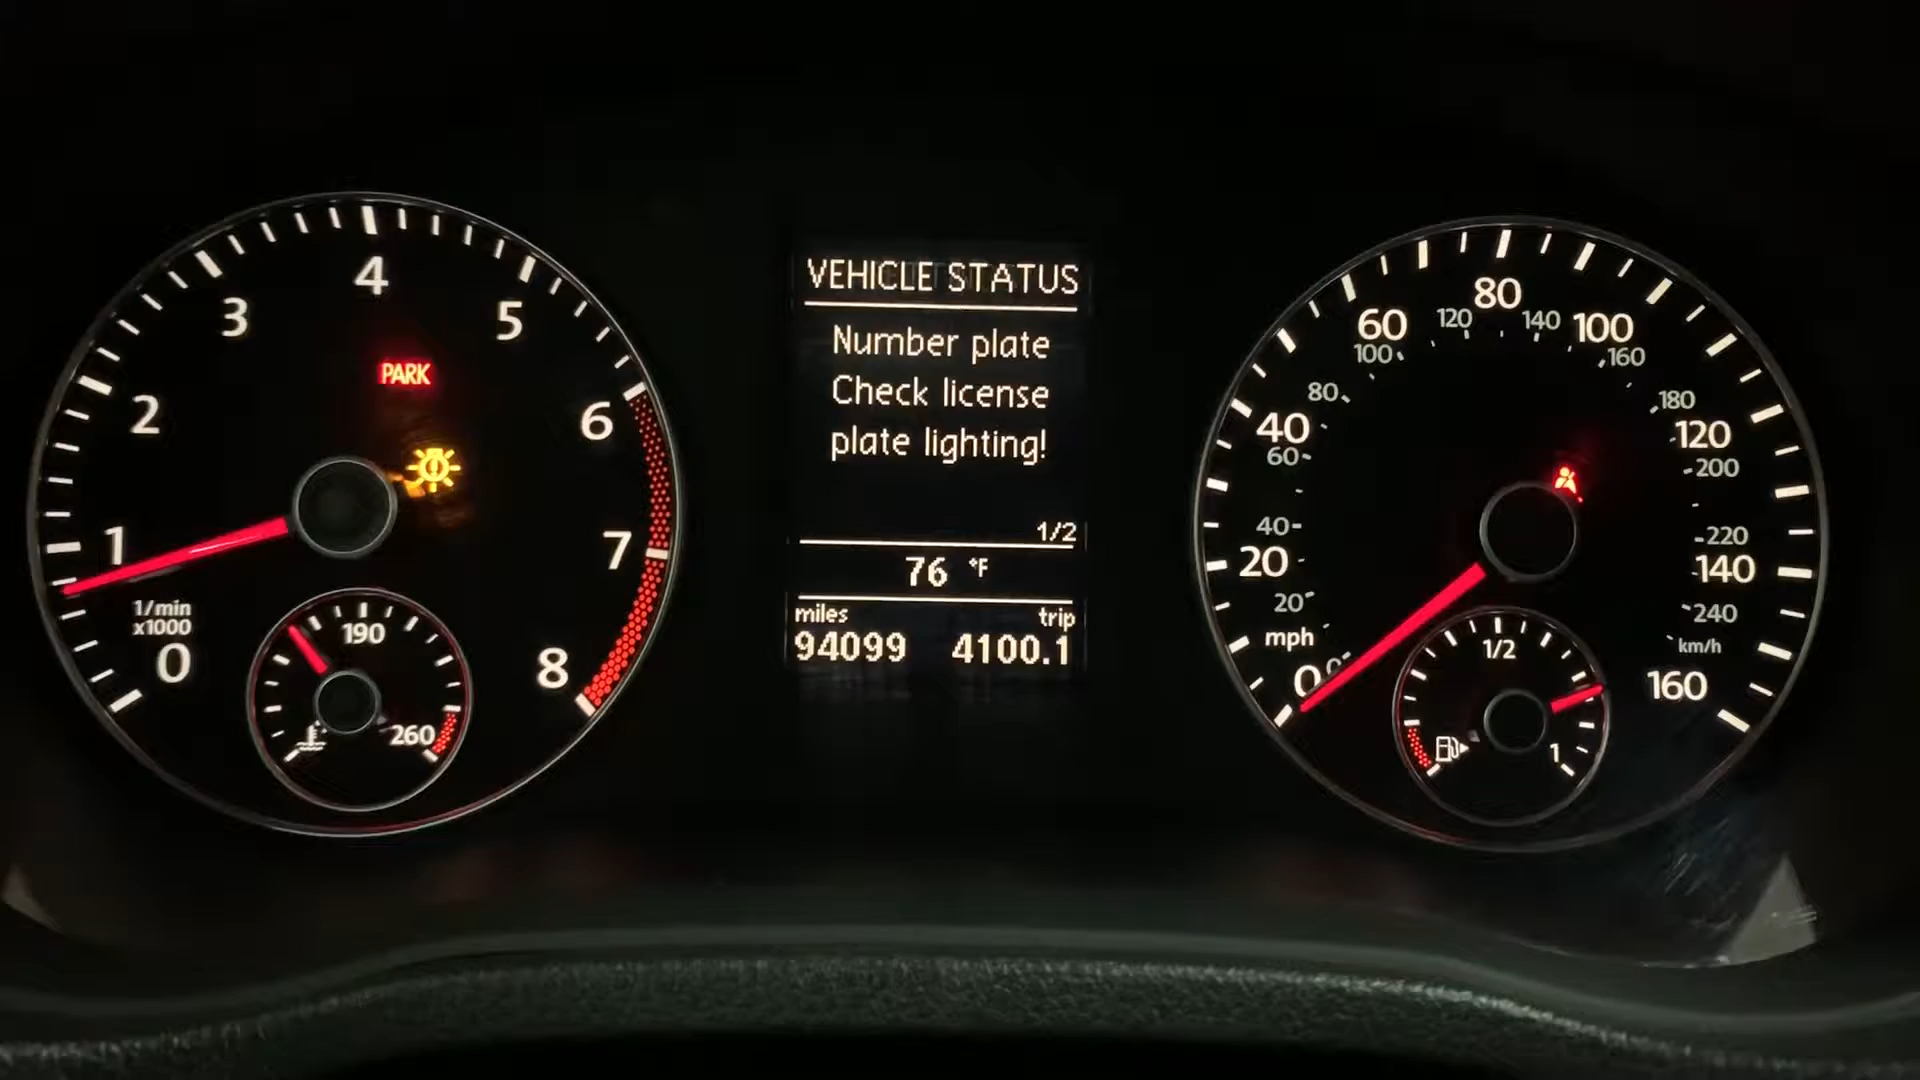 4
3
5
PARK
2
6
1
7
1/min
x1000
0
190
8
260
VEHICLE STATUS
Number plate
Check license
plate lighting!
1/2
76 °F
miles trip
94099 4100.1
80
60 120 140 100
100 160
80 180
40 120
60 200
40 220
20 140
20 240
mph km/h
0 0 160
1/2
1